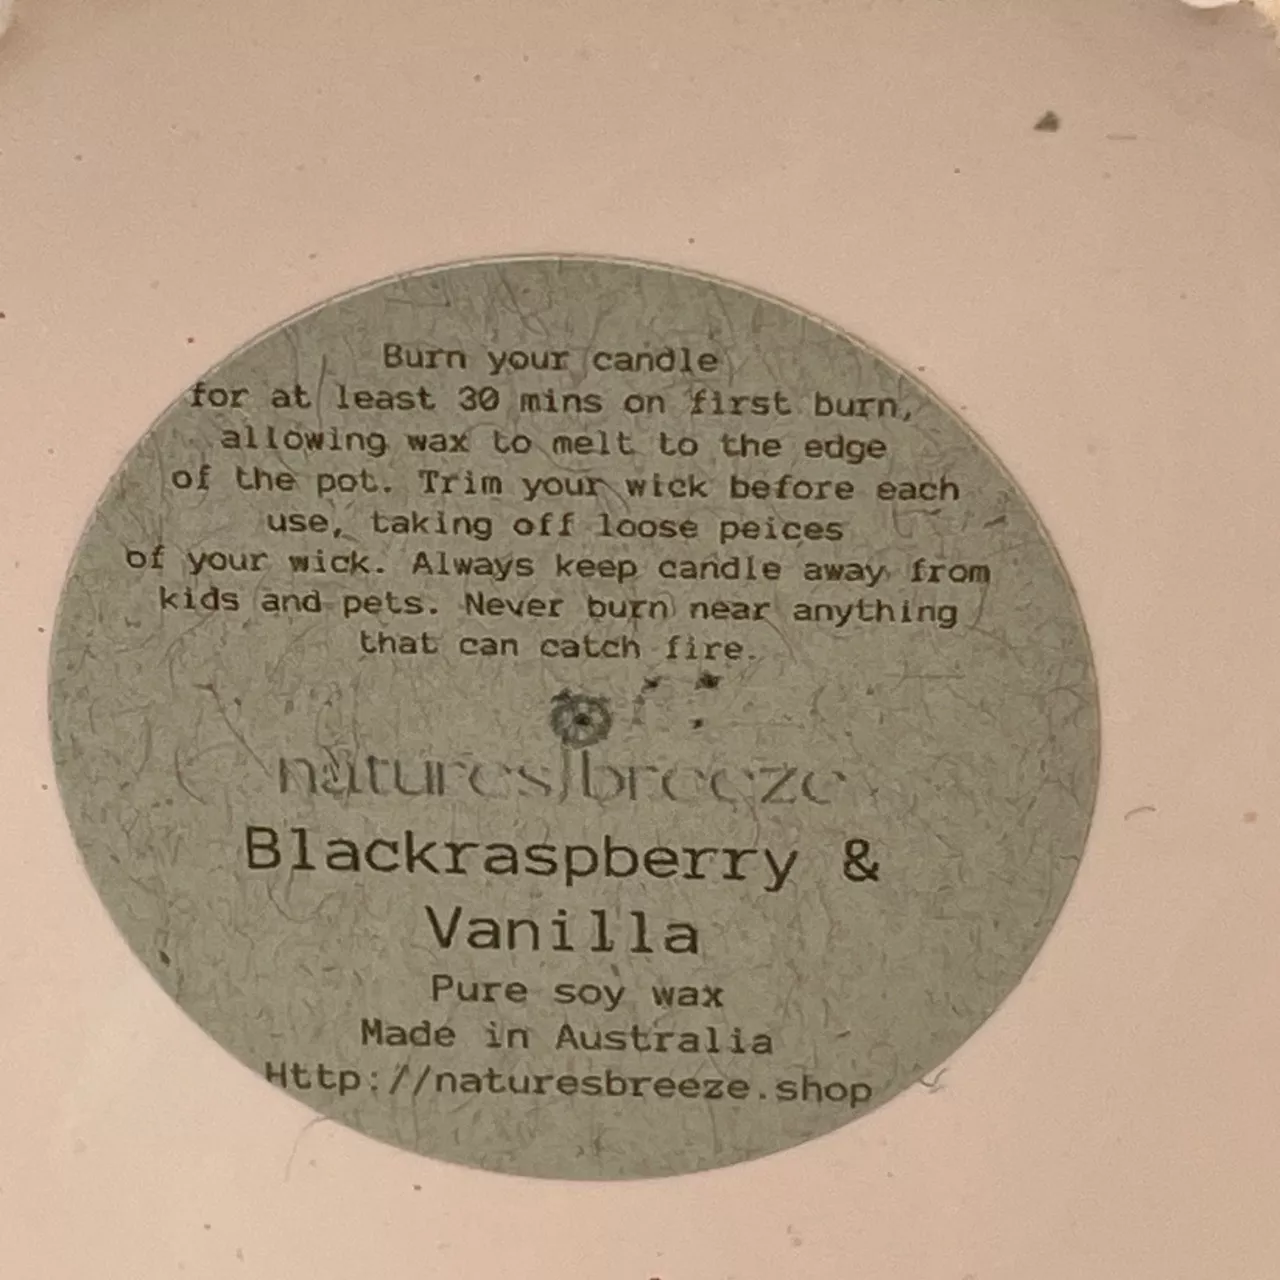 Burn your candle
for at least 30 mins on first burn,
allowing wax to melt to the edge
of the pot. Trim your wick before each
use, taking off loose peices
of your wick. Always keep candle away from
kids and pets. Never burn near anything
that can catch fire.
natures breeze
Blackraspberry &
Vanilla
Pure soy wax
Made in Australia
Http://naturesbreeze.shop